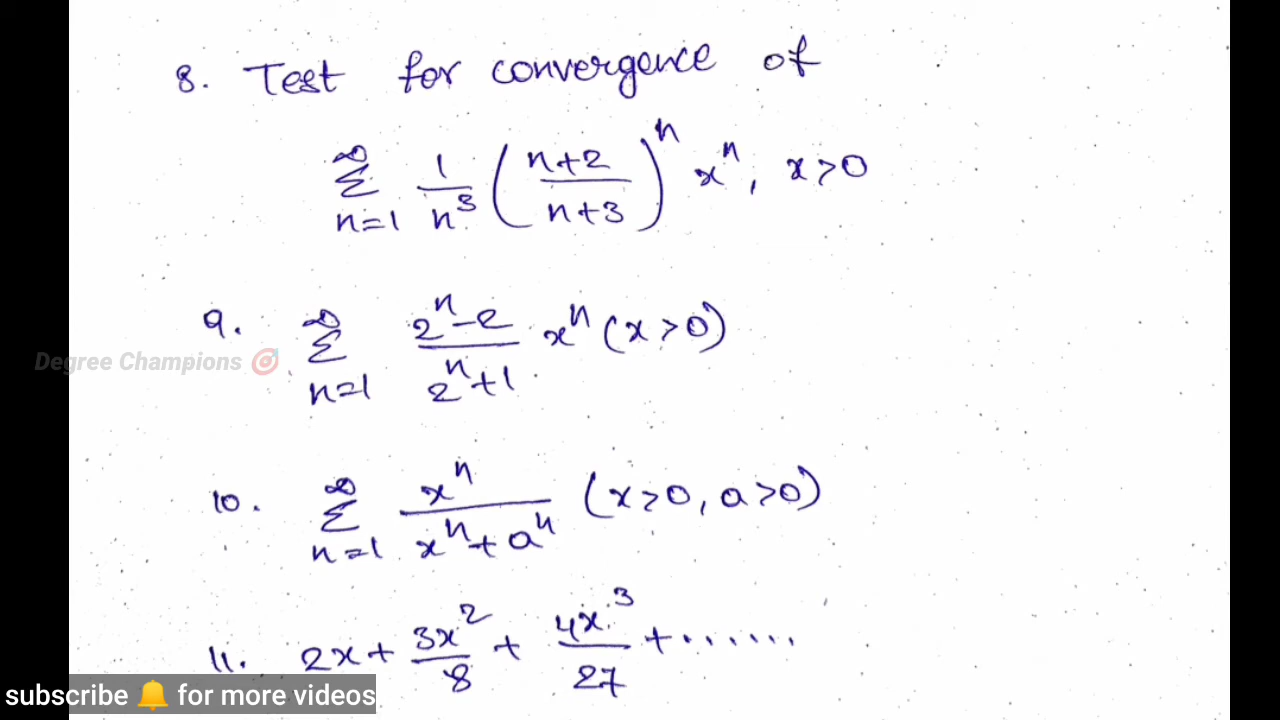 8. Test for convergence of
∞ Σ n=1 1/n³ ((n+2)/(n+3))ⁿ xⁿ, x>0
9. ∞ Σ n=1 (2ⁿ-2)/(2ⁿ+1) xⁿ (x>0)
Degree Champions 🎯
10. ∞ Σ n=1 xⁿ/(xⁿ+aⁿ) (x>0, a>0)
11. 2x + 3x²/8 + 4x³/27 + ......
subscribe 🔔 for more videos